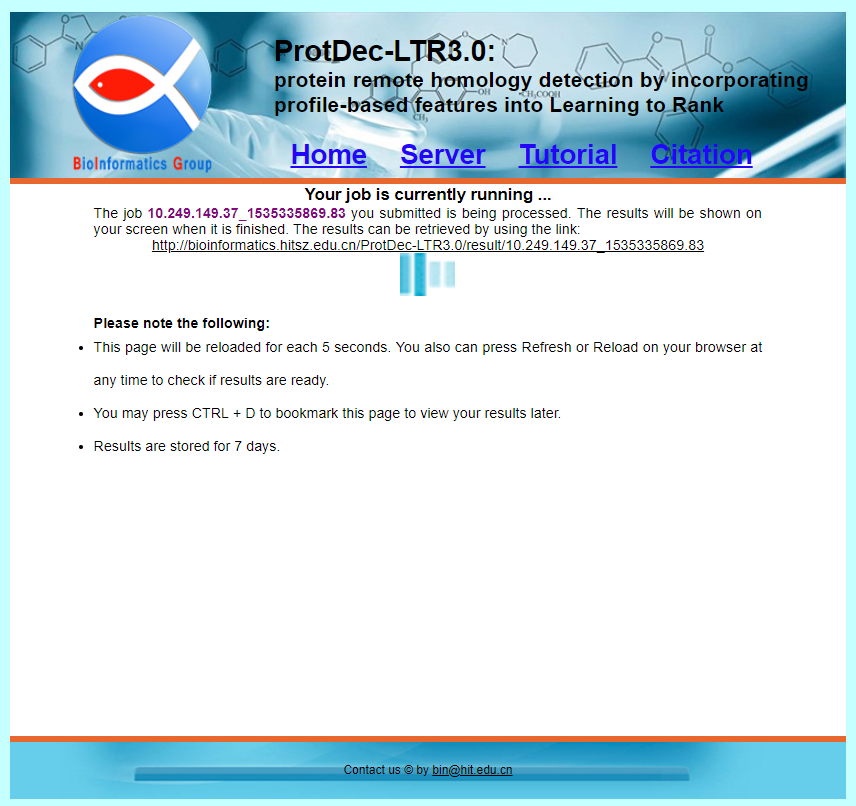 ProtDec-LTR3.0:
protein remote homology detection by incorporating
profile-based features into Learning to Rank
BioInformatics Group
Home Server Tutorial Citation
Your job is currently running ...
The job 10.249.149.37_1535335869.83 you submitted is being processed. The results will be shown on
your screen when it is finished. The results can be retrieved by using the link:
http://bioinformatics.hitsz.edu.cn/ProtDec-LTR3.0/result/10.249.149.37_1535335869.83
Please note the following:
• This page will be reloaded for each 5 seconds. You also can press Refresh or Reload on your browser at
any time to check if results are ready.
• You may press CTRL + D to bookmark this page to view your results later.
• Results are stored for 7 days.
Contact us © by bin@hit.edu.cn